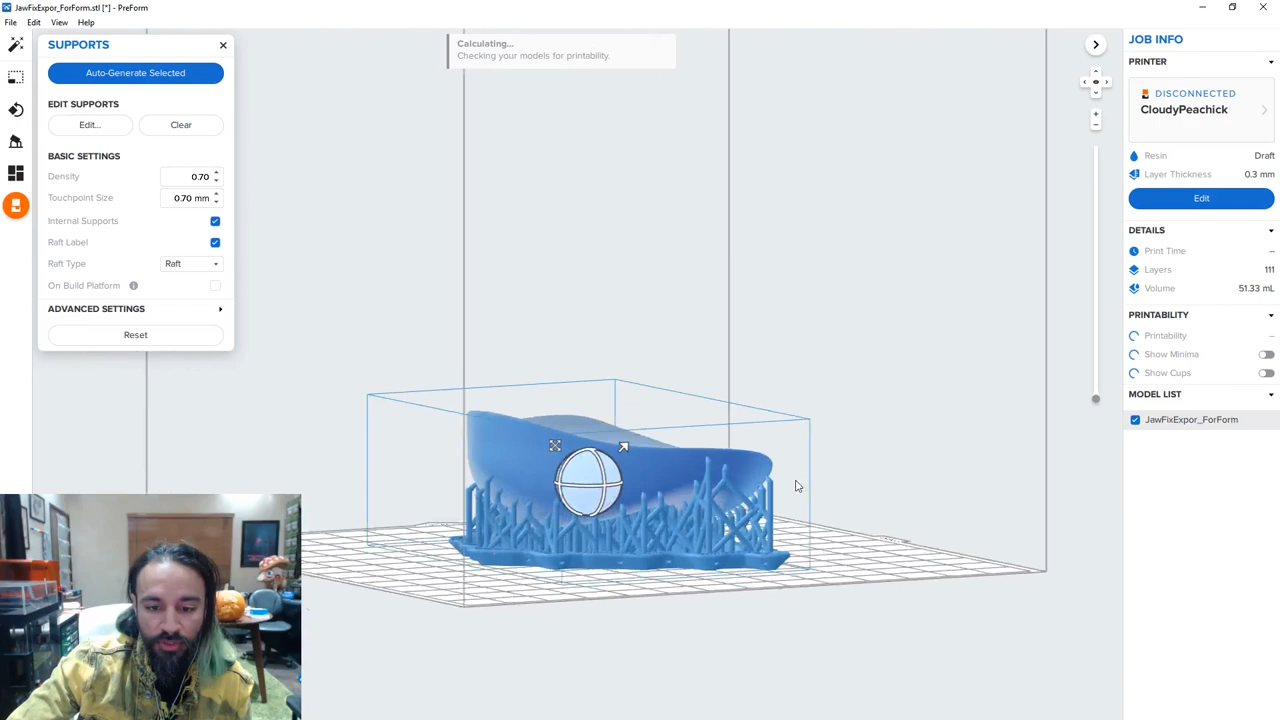 JawFixExpor_ForForm.stl [*] - PreForm
File Edit View Help
SUPPORTS
Auto-Generate Selected
EDIT SUPPORTS
Edit... Clear
BASIC SETTINGS
Density 0.70
Touchpoint Size 0.70 mm
Internal Supports
Raft Label
Raft Type Raft
On Build Platform
ADVANCED SETTINGS
Reset
Calculating...
Checking your models for printability.
JOB INFO
PRINTER
DISCONNECTED
CloudyPeachick
Resin Draft
Layer Thickness 0.3 mm
Edit
DETAILS
Print Time --
Layers 111
Volume 51.33 mL
PRINTABILITY
Printability --
Show Minima
Show Cups
MODEL LIST
JawFixExpor_ForForm